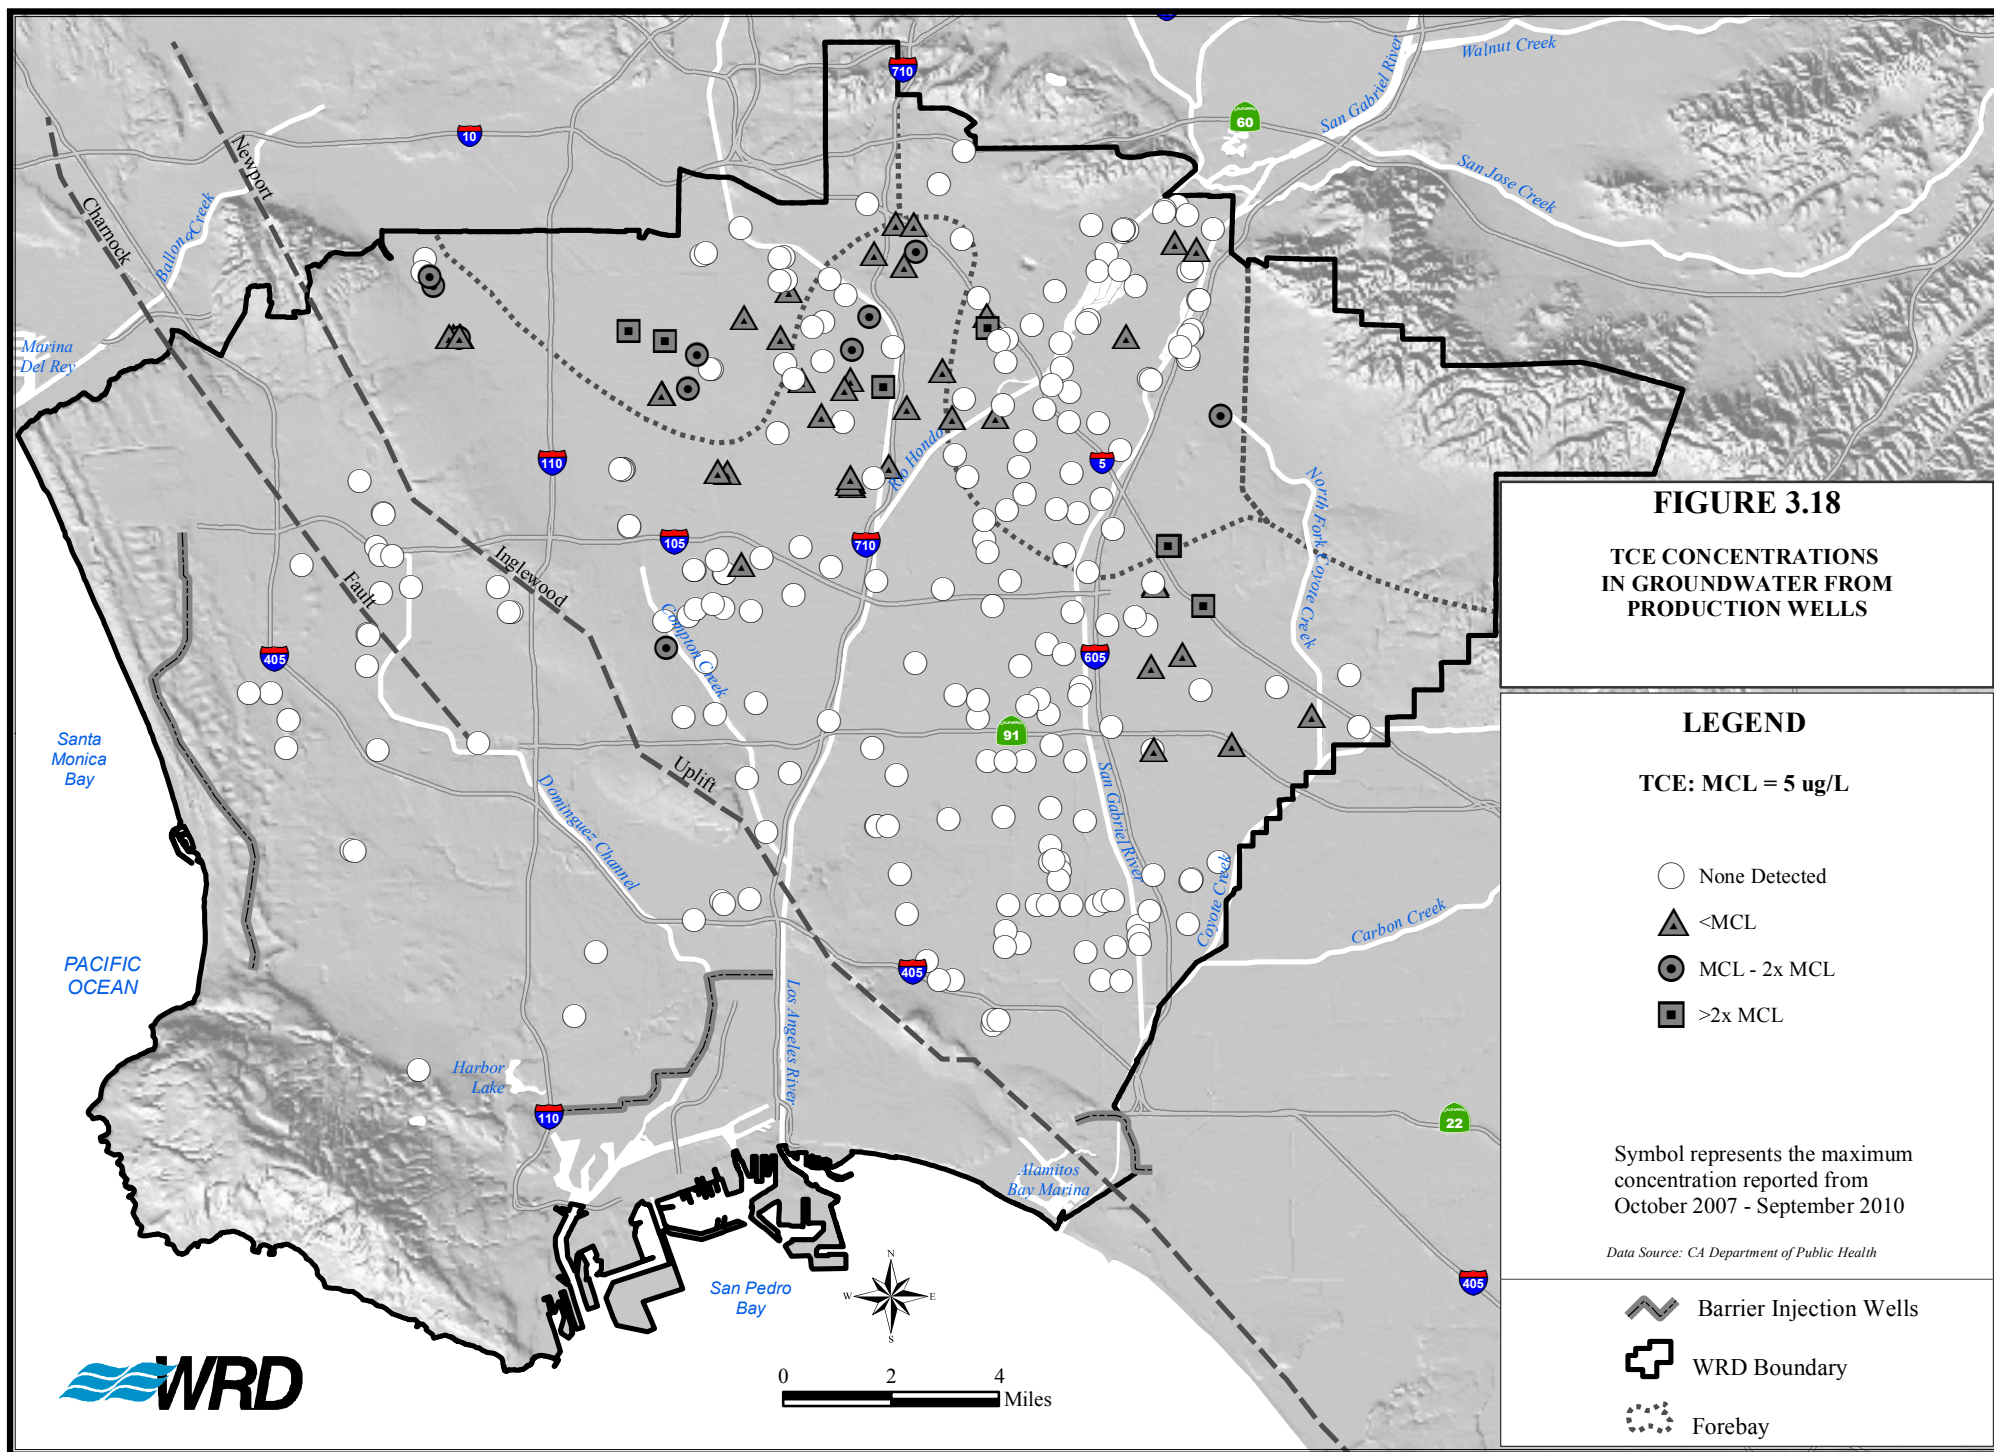 710
Walnut Creek
San Gabriel River
60
10
San Jose Creek
Newport
Charnock
Ballona Creek
Marina
Del Rey
110
5
Rio Hondo
North Fork Coyote Creek
105
710
Inglewood
Fault
Compton Creek
405
605
91
Santa
Monica
Bay
Uplift
San Gabriel River
Dominguez Channel
Coyote Creek
Carbon Creek
PACIFIC
OCEAN
405
Los Angeles River
Harbor
Lake
110
22
Alamitos
Bay Marina
405
San Pedro
Bay
N
W
E
S
0 2 4
Miles
WRD
FIGURE 3.18
TCE CONCENTRATIONS
IN GROUNDWATER FROM
PRODUCTION WELLS
LEGEND
TCE: MCL = 5 ug/L
None Detected
<MCL
MCL - 2x MCL
>2x MCL
Symbol represents the maximum
concentration reported from
October 2007 - September 2010
Data Source: CA Department of Public Health
Barrier Injection Wells
WRD Boundary
Forebay